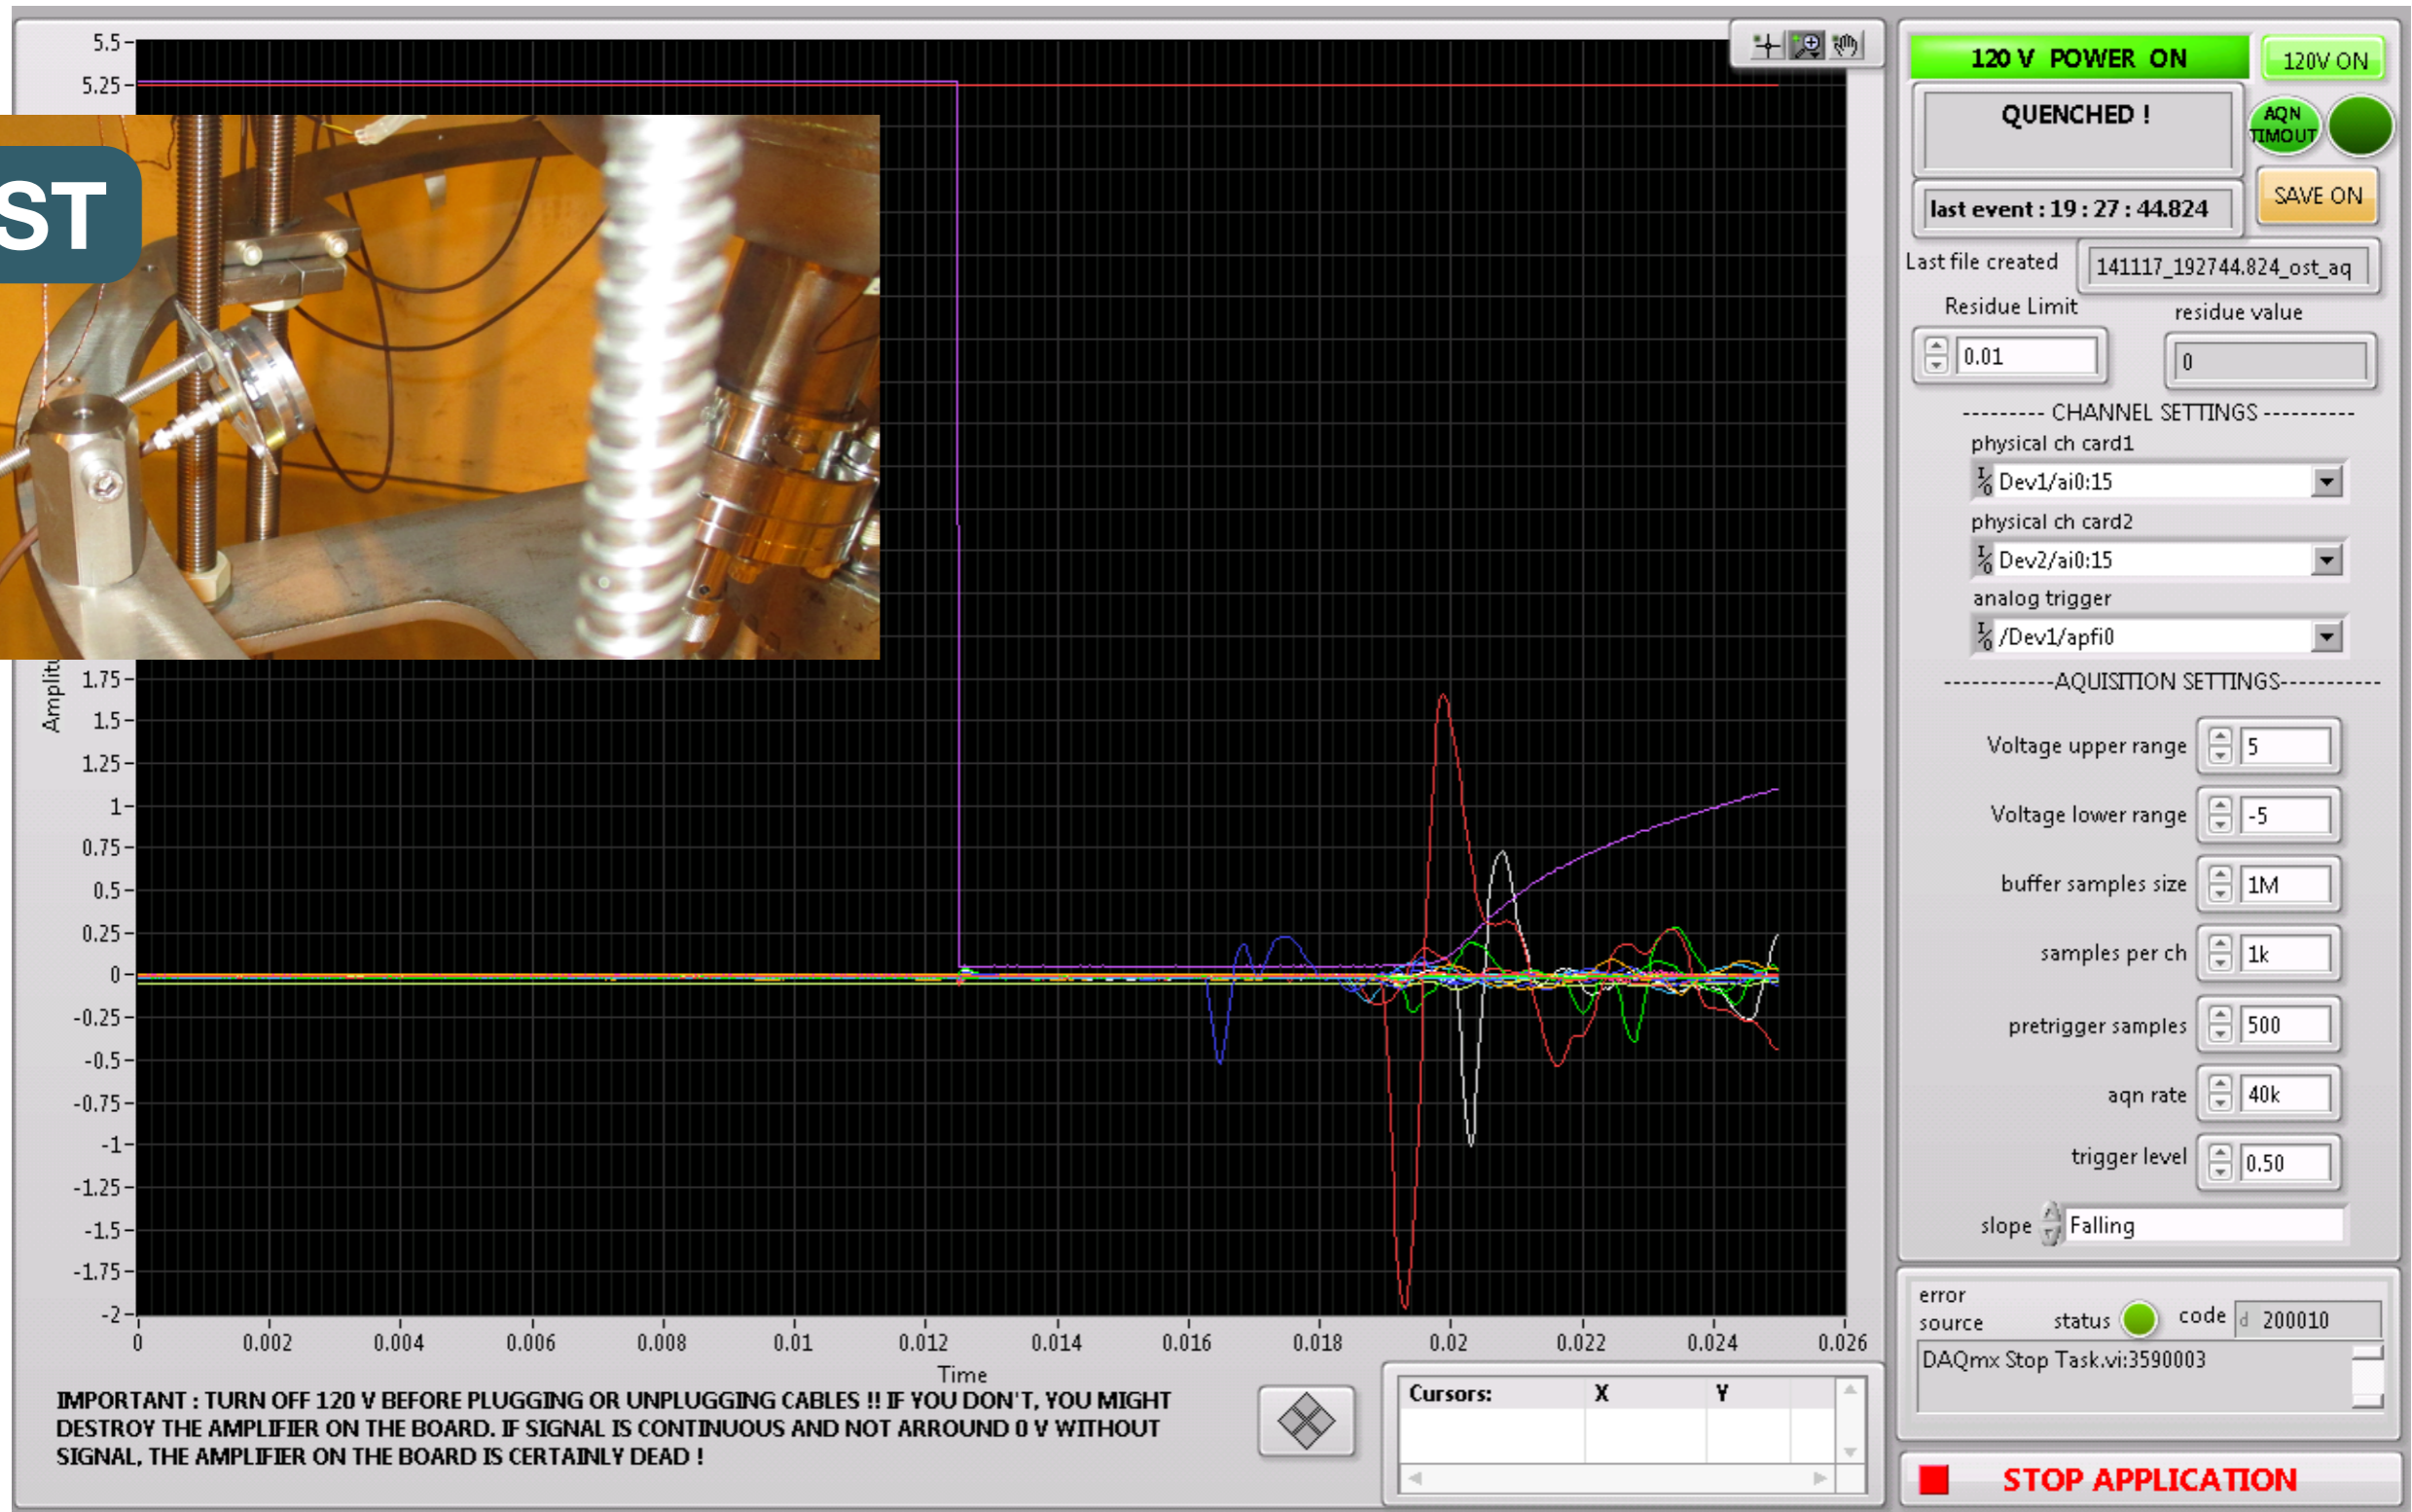 5.5
5.25
ST
Amplitu
1.75
1.5
1.25
1
0.75
0.5
0.25
0
-0.25
-0.5
-0.75
-1
-1.25
-1.5
-1.75
-2
0 0.002 0.004 0.006 0.008 0.01 0.012 0.014 0.016 0.018 0.02 0.022 0.024 0.026
Time
IMPORTANT : TURN OFF 120 V BEFORE PLUGGING OR UNPLUGGING CABLES !! IF YOU DON'T, YOU MIGHT
DESTROY THE AMPLIFIER ON THE BOARD. IF SIGNAL IS CONTINUOUS AND NOT ARROUND 0 V WITHOUT
SIGNAL, THE AMPLIFIER ON THE BOARD IS CERTAINLY DEAD !
Cursors: X Y
120 V POWER ON
120V ON
QUENCHED !
AQN
TIMOUT
last event : 19 : 27 : 44.824
SAVE ON
Last file created 141117_192744.824_ost_aq
Residue Limit residue value
0.01 0
--------- CHANNEL SETTINGS ----------
physical ch card1
Dev1/ai0:15
physical ch card2
Dev2/ai0:15
analog trigger
/Dev1/apfi0
------------AQUISITION SETTINGS-----------
Voltage upper range 5
Voltage lower range -5
buffer samples size 1M
samples per ch 1k
pretrigger samples 500
aqn rate 40k
trigger level 0.50
slope Falling
error
source status code d 200010
DAQmx Stop Task.vi:3590003
STOP APPLICATION